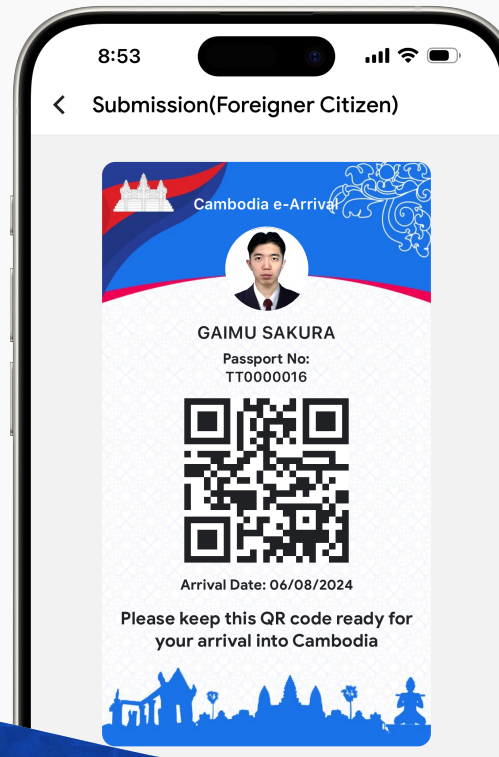 8:53
Submission(Foreigner Citizen)
Cambodia e-Arrival
GAIMU SAKURA
Passport No:
TT0000016
Arrival Date: 06/08/2024
Please keep this QR code ready for
your arrival into Cambodia